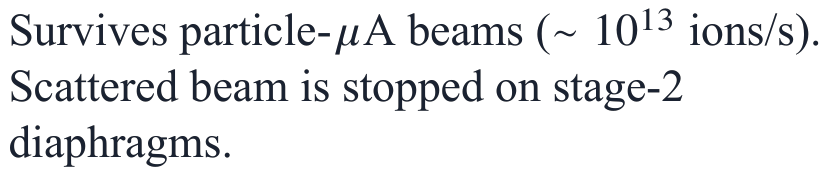 Survives particle-μA beams (~ 10¹³ ions/s).
Scattered beam is stopped on stage-2
diaphragms.